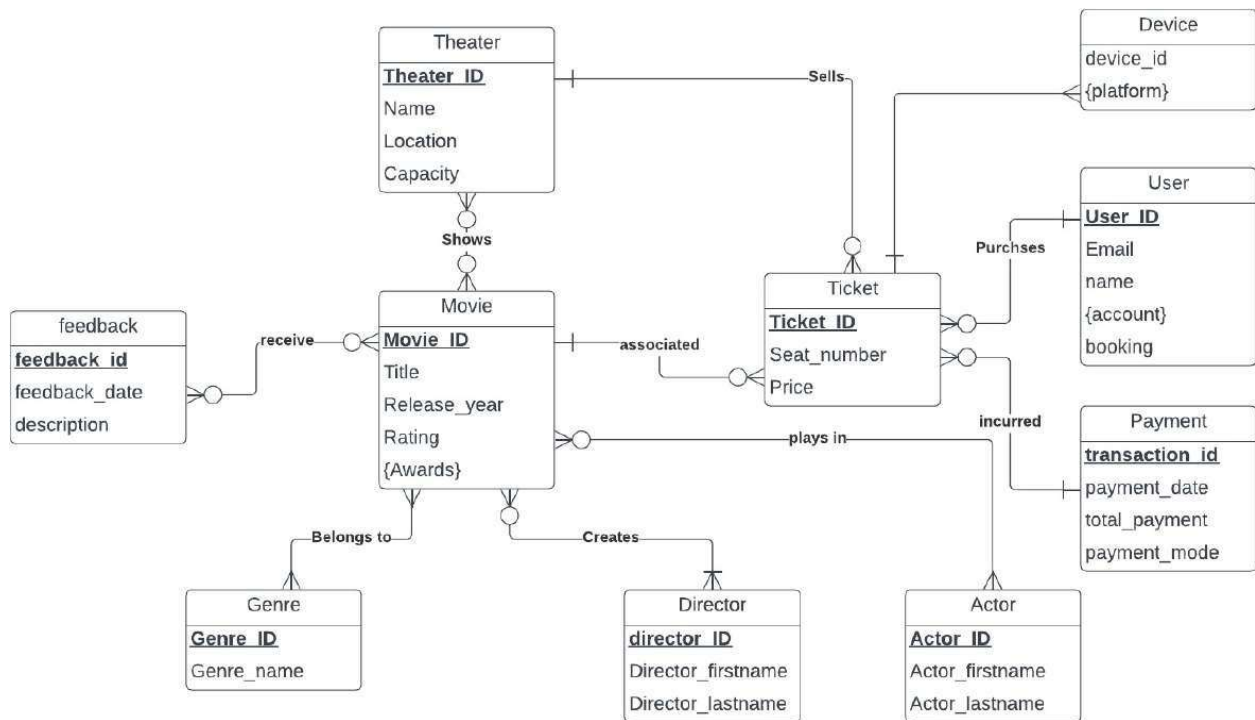 Theater
Theater_ID
Name
Location
Capacity
Sells
Device
device_id
{platform}
User
User_ID
Email
name
{account}
booking
Purchses
Shows
Ticket
Ticket_ID
Seat_number
Price
Movie
Movie_ID
Title
Release_year
Rating
{Awards}
associated
feedback
feedback_id
feedback_date
description
receive
plays in
incurred
Payment
transaction_id
payment_date
total_payment
payment_mode
Belongs to
Creates
Genre
Genre_ID
Genre_name
Director
director_ID
Director_firstname
Director_lastname
Actor
Actor_ID
Actor_firstname
Actor_lastname